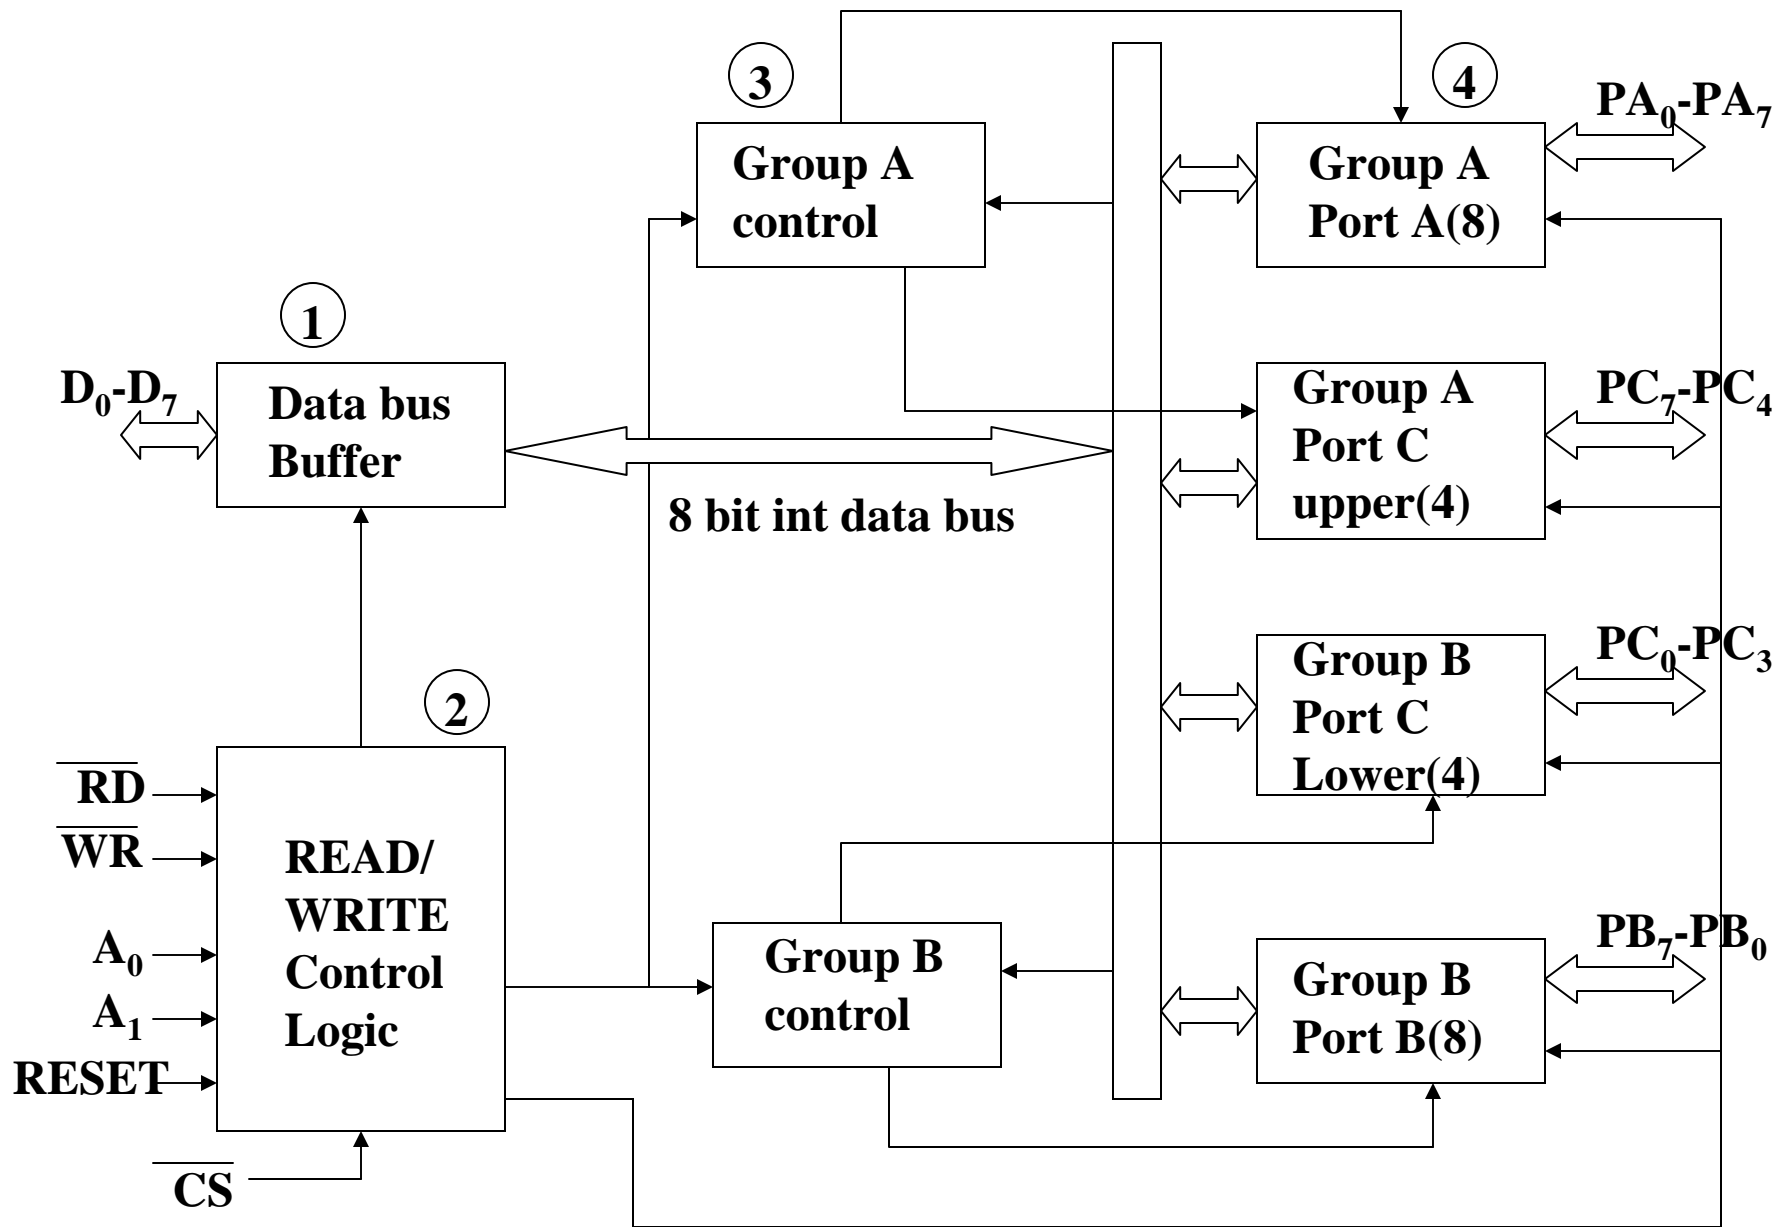 3
4
PA0-PA7
Group A
control
Group A
Port A(8)
1
D0-D7
Data bus
Buffer
Group A
Port C
upper(4)
PC7-PC4
8 bit int data bus
2
Group B
Port C
Lower(4)
PC0-PC3
RD
WR
A0
A1
RESET
CS
READ/
WRITE
Control
Logic
Group B
control
Group B
Port B(8)
PB7-PB0